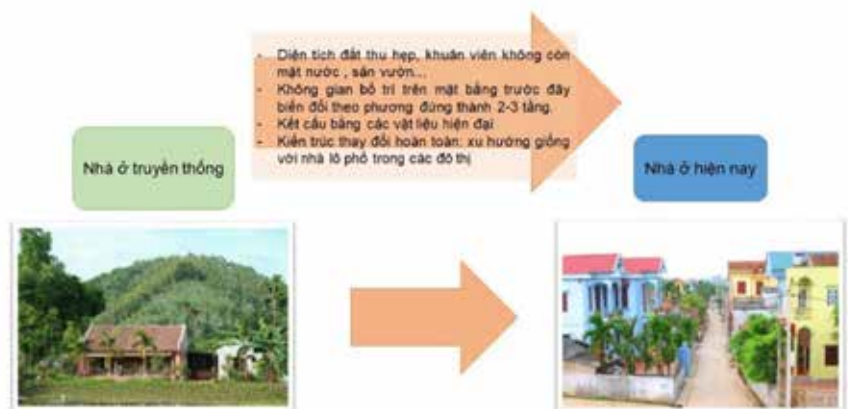 - Diện tích đất thu hẹp, khuân viên không còn
mặt nước , sân vườn...
- Không gian bố trí trên mặt bằng trước đây
biến đổi theo phương đứng thành 2-3 tầng.
- Kết cấu bằng các vật liệu hiện đại
- Kiến trúc thay đổi hoàn toàn: xu hướng giống
với nhà lô phố trong các đô thị
Nhà ở truyền thống
Nhà ở hiện nay